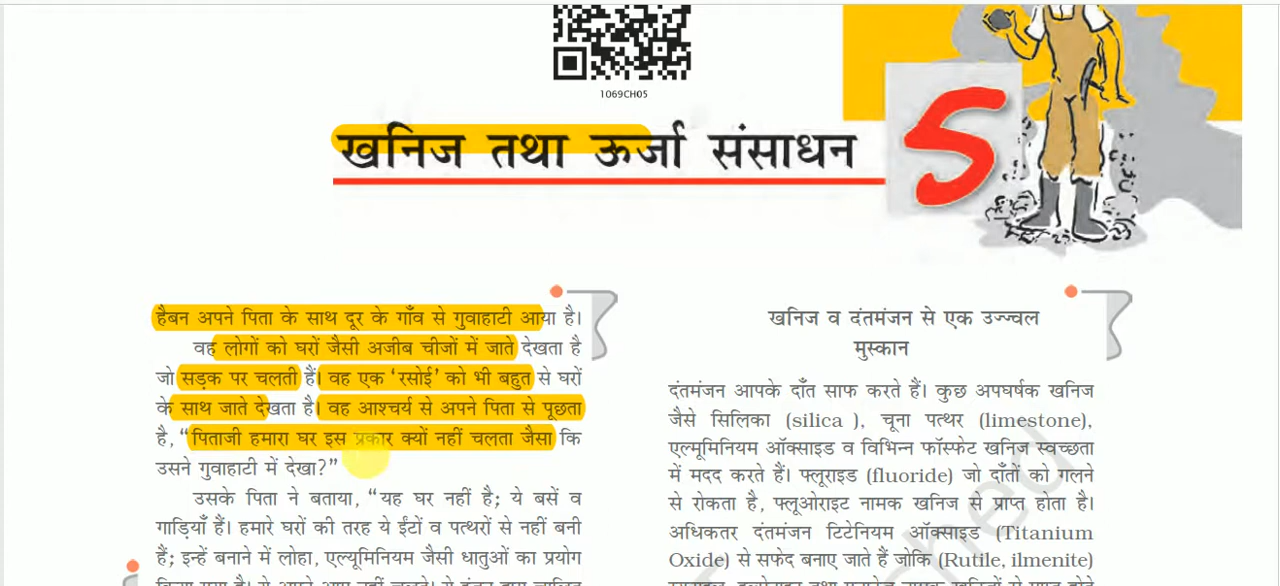 1069CH05
खनिज तथा ऊर्जा संसाधन
5
हैबन अपने पिता के साथ दूर के गाँव से गुवाहाटी आया है।
वह लोगों को घरों जैसी अजीब चीजों में जाते देखता है
जो सड़क पर चलती हैं। वह एक ‘रसोई’ को भी बहुत से घरों
के साथ जाते देखता है। वह आश्चर्य से अपने पिता से पूछता
है, “पिताजी हमारा घर इस प्रकार क्यों नहीं चलता जैसा कि
उसने गुवाहाटी में देखा?”
उसके पिता ने बताया, “यह घर नहीं है; ये बसें व
गाड़ियाँ हैं। हमारे घरों की तरह ये ईंटों व पत्थरों से नहीं बनी
हैं; इन्हें बनाने में लोहा, एल्यूमिनियम जैसी धातुओं का प्रयोग
खनिज व दंतमंजन से एक उज्ज्वल
मुस्कान
दंतमंजन आपके दाँत साफ करते हैं। कुछ अपघर्षक खनिज
जैसे सिलिका (silica ), चूना पत्थर (limestone),
एल्मूमिनियम ऑक्साइड व विभिन्न फॉस्फेट खनिज स्वच्छता
में मदद करते हैं। फ्लूराइड (fluoride) जो दाँतों को गलने
से रोकता है, फ्लूओराइट नामक खनिज से प्राप्त होता है।
अधिकतर दंतमंजन टिटेनियम ऑक्साइड (Titanium
Oxide) से सफेद बनाए जाते हैं जोकि (Rutile, ilmenite)